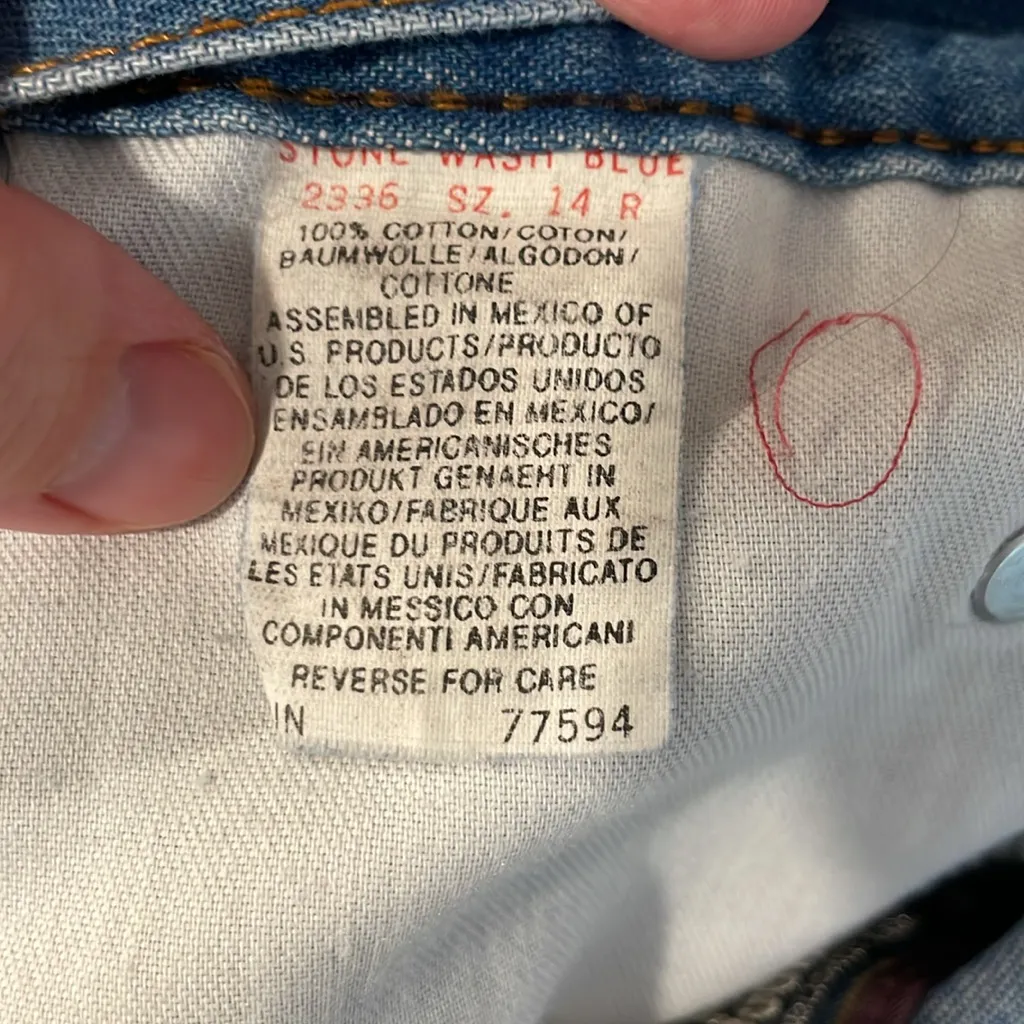 STONE WASH BLUE
2336 SZ. 14 R
100% COTTON/COTON/
BAUMWOLLE/ALGODON/
COTTONE
ASSEMBLED IN MEXICO OF
U.S. PRODUCTS/PRODUCTO
DE LOS ESTADOS UNIDOS
ENSAMBLADO EN MEXICO/
EIN AMERICANISCHES
PRODUKT GENAEHT IN
MEXIKO/FABRIQUE AUX
MEXIQUE DU PRODUITS DE
LES ETATS UNIS/FABRICATO
IN MESSICO CON
COMPONENTI AMERICANI
REVERSE FOR CARE
IN 77594